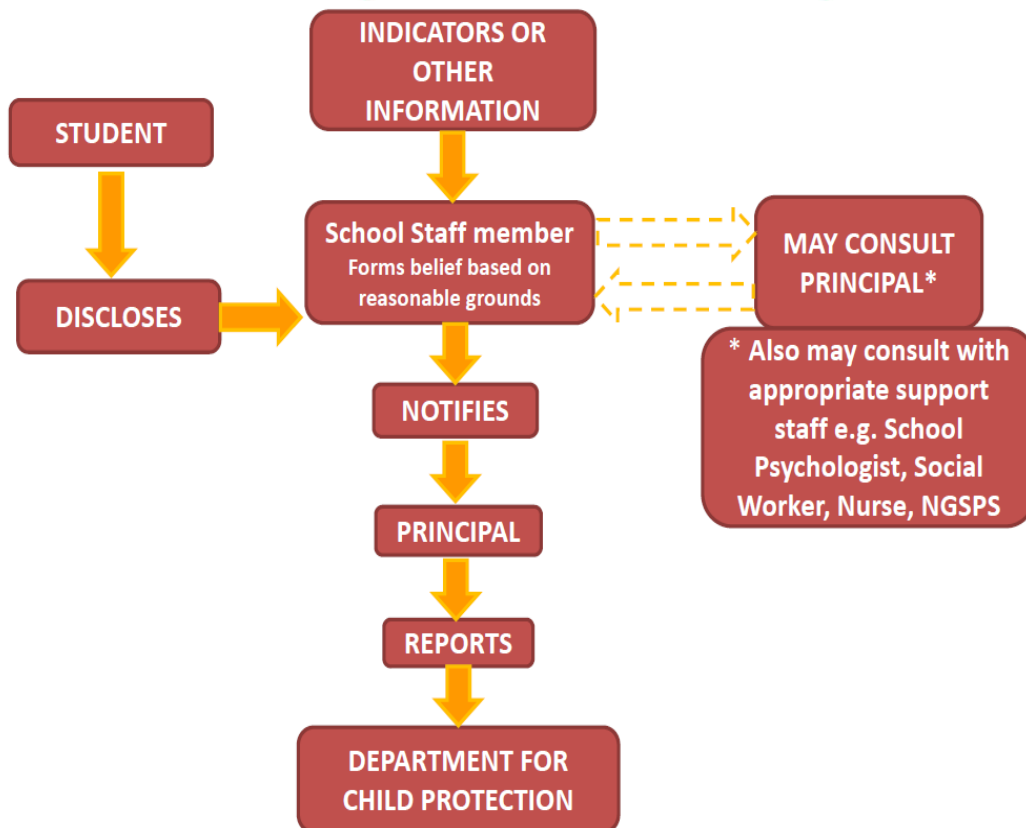 INDICATORS OR
OTHER
INFORMATION
STUDENT
School Staff member
Forms belief based on
reasonable grounds
MAY CONSULT
PRINCIPAL*
DISCLOSES
* Also may consult with
appropriate support
staff e.g. School
Psychologist, Social
Worker, Nurse, NGSPS
NOTIFIES
PRINCIPAL
REPORTS
DEPARTMENT FOR
CHILD PROTECTION